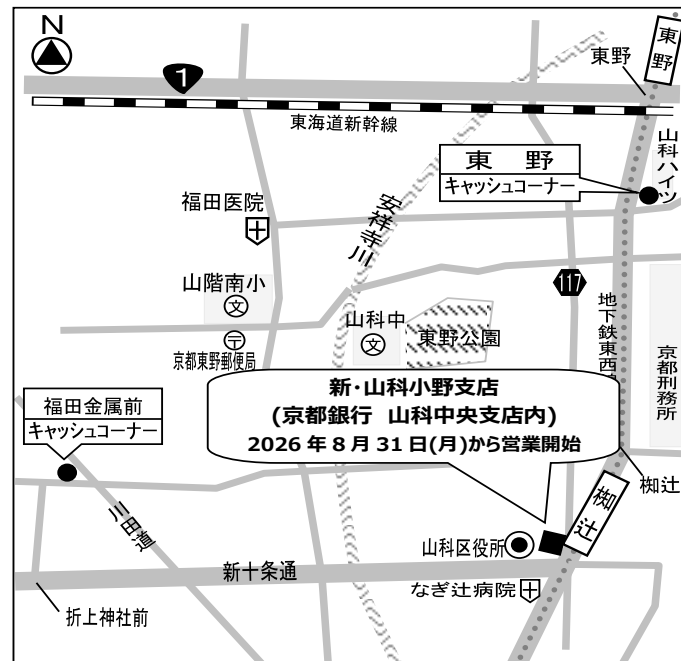 N
1
東野
東野
東海道新幹線
山科ハイツ
東 野
キャッシュコーナー
福田医院
安祥寺川
山階南小
文
117
地下鉄東西
山科中
文
東野公園
〒
京都東野郵便局
京都刑務所
新・山科小野支店
(京都銀行 山科中央支店内)
2026年8月31日(月)から営業開始
福田金属前
キャッシュコーナー
椥辻
椥辻
川田道
山科区役所
新十条通
なぎ辻病院
折上神社前